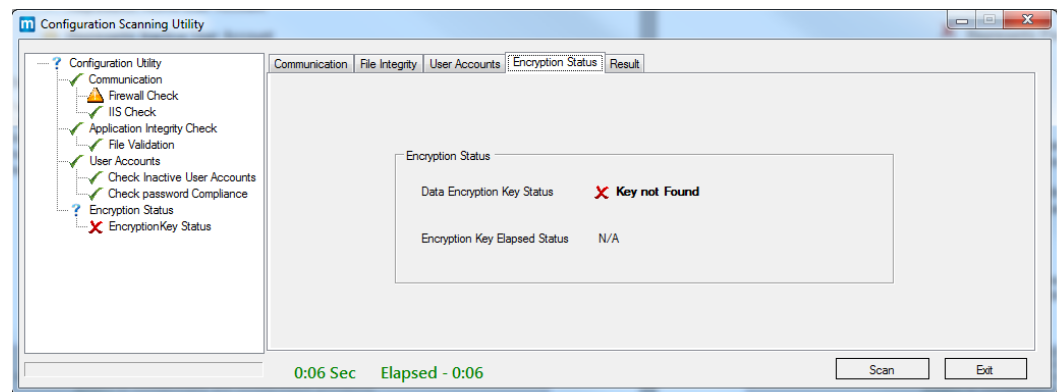 m Configuration Scanning Utility
? Configuration Utility
Communication
Firewall Check
IIS Check
Application Integrity Check
File Validation
User Accounts
Check Inactive User Accounts
Check password Compliance
? Encryption Status
EncryptionKey Status
Communication File Integrity User Accounts Encryption Status Result
Encryption Status
Data Encryption Key Status Key not Found
Encryption Key Elapsed Status N/A
0:06 Sec Elapsed - 0:06
Scan Exit